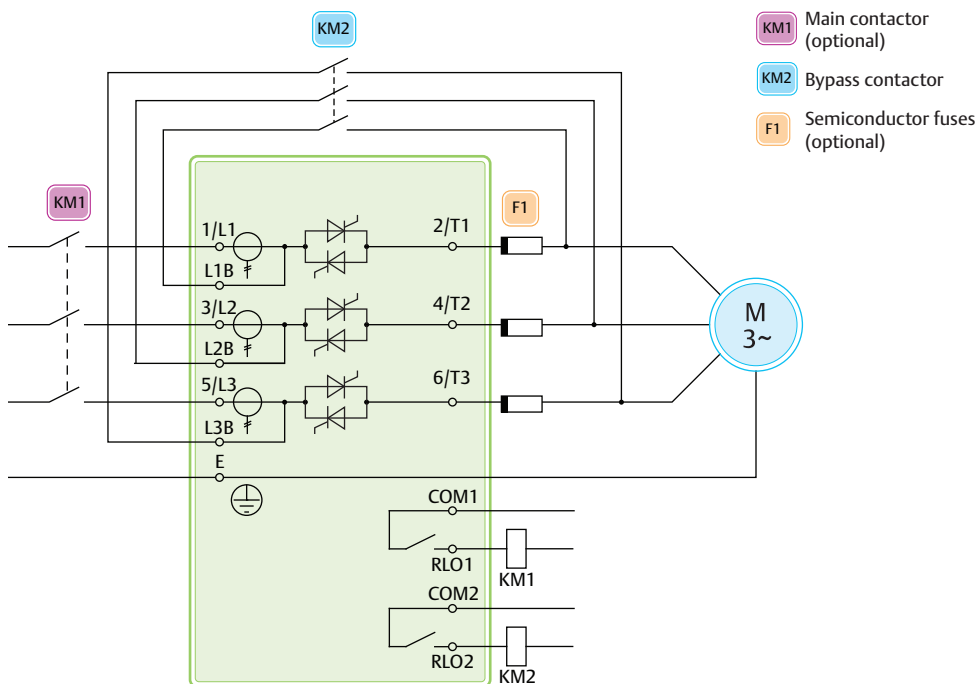 KM2
KM1
Main contactor
(optional)
KM2
Bypass contactor
F1
Semiconductor fuses
(optional)
KM1
F1
1/L1
2/T1
L1B
3/L2
4/T2
L2B
M
3~
5/L3
6/T3
L3B
E
COM1
RLO1
KM1
COM2
RLO2
KM2